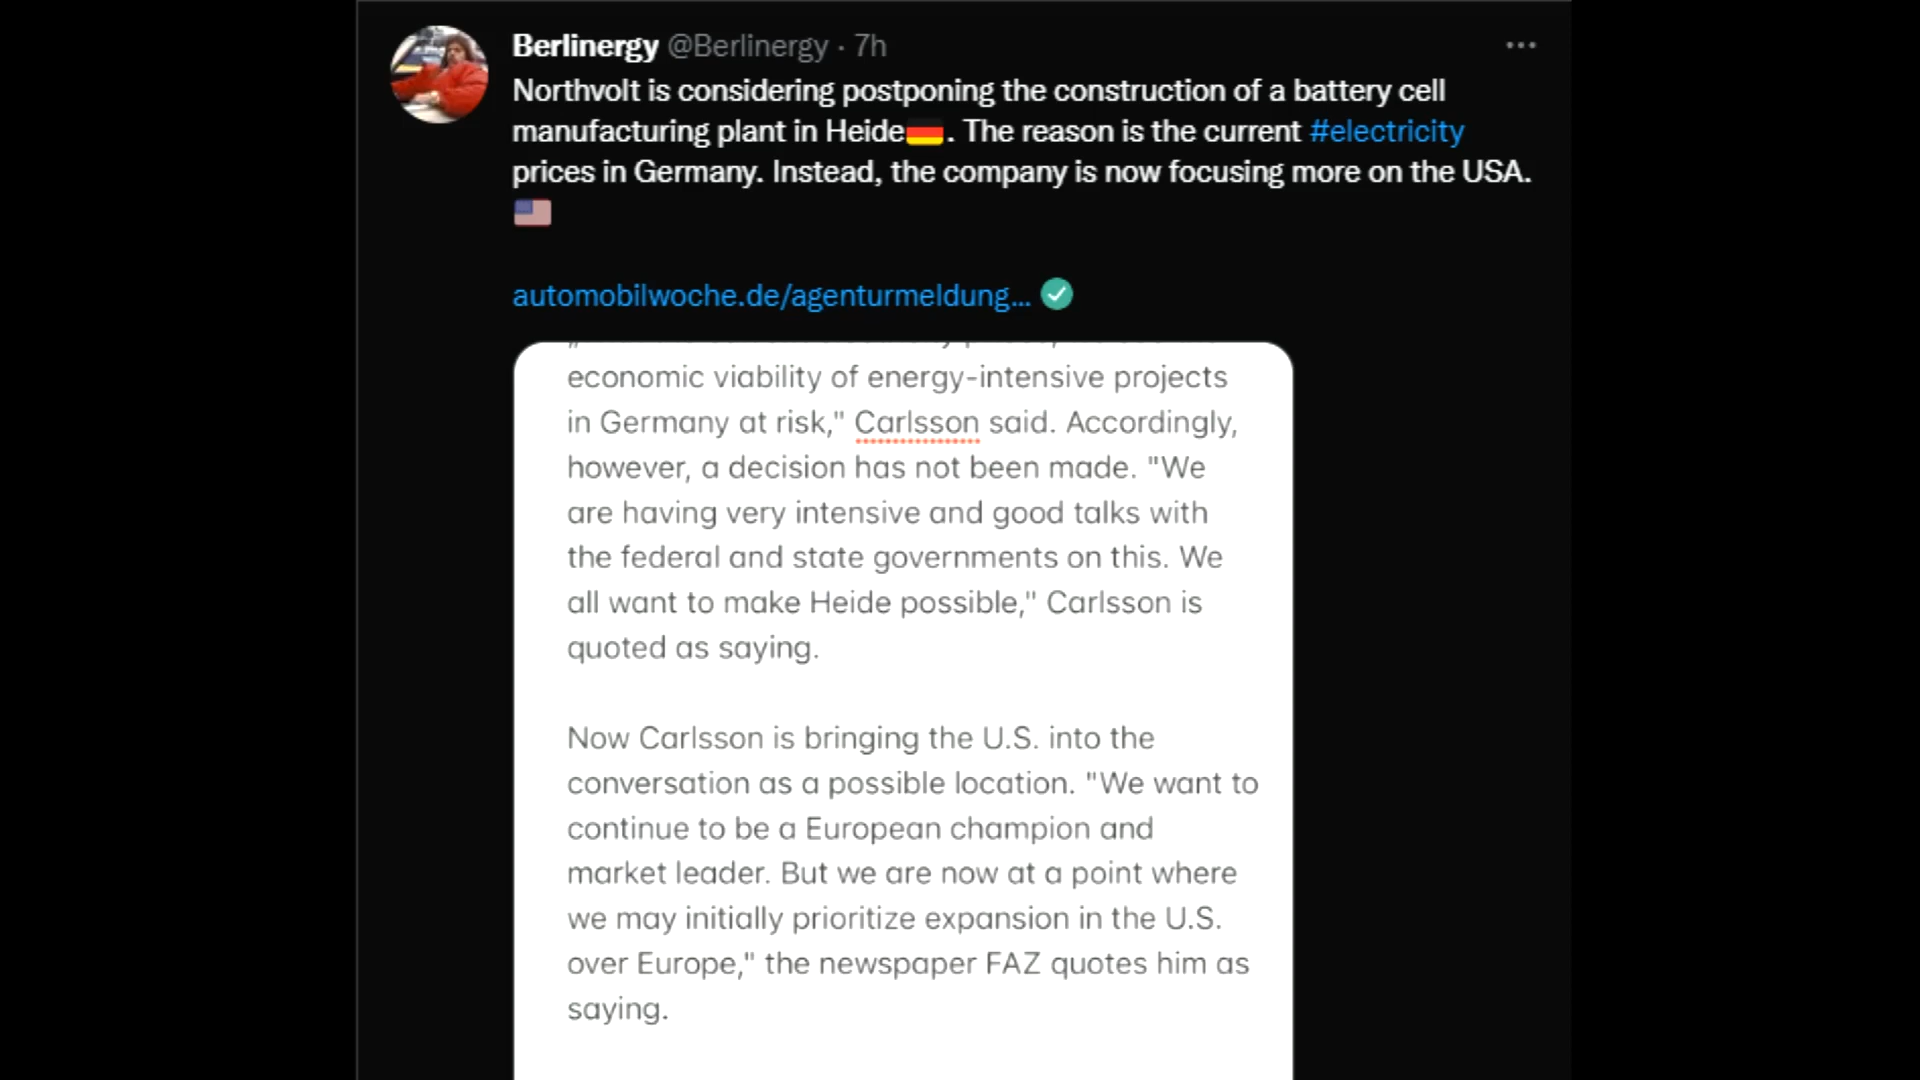 Berlinergy @Berlinergy · 7h
Northvolt is considering postponing the construction of a battery cell
manufacturing plant in Heide🇩🇪. The reason is the current #electricity
prices in Germany. Instead, the company is now focusing more on the USA.
🇺🇸
automobilwoche.de/agenturmeldung...
economic viability of energy-intensive projects
in Germany at risk," Carlsson said. Accordingly,
however, a decision has not been made. "We
are having very intensive and good talks with
the federal and state governments on this. We
all want to make Heide possible," Carlsson is
quoted as saying.
Now Carlsson is bringing the U.S. into the
conversation as a possible location. "We want to
continue to be a European champion and
market leader. But we are now at a point where
we may initially prioritize expansion in the U.S.
over Europe," the newspaper FAZ quotes him as
saying.